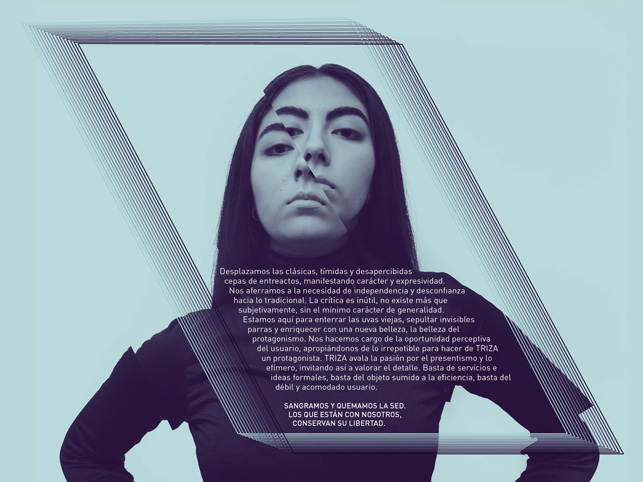 Desplazamos las clásicas, tímidas y desapercibidas
cepas de entreactos, manifestando carácter y expresividad.
Nos aferramos a la necesidad de independencia y desconfianza
hacia lo tradicional. La crítica es inútil, no existe más que
subjetivamente, sin el mínimo carácter de generalidad.
Estamos aquí para enterrar las uvas viejas, sepultar invisibles
parras y enriquecer con una nueva belleza, la belleza del
protagonismo. Nos hacemos cargo de la oportunidad perceptiva
del usuario, apropiándonos de lo irrepetible para hacer de TRIZA
un protagonista. TRIZA avala la pasión por el presentismo y lo
efímero, invitando así a valorar el detalle. Basta de servicios e
ideas formales, basta del objeto sumido a la eficiencia, basta del
débil y acomodado usuario.
SANGRAMOS Y QUEMAMOS LA SED.
LOS QUE ESTÁN CON NOSOTROS,
CONSERVAN SU LIBERTAD.